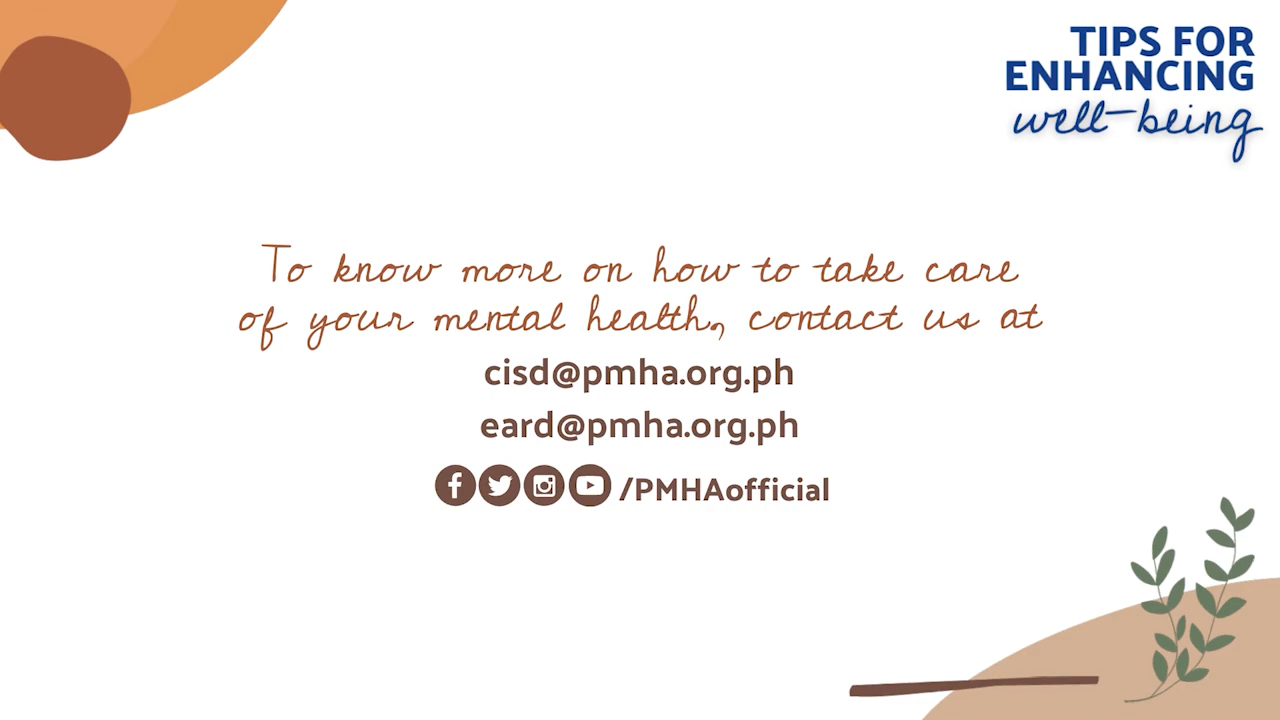 TIPS FOR
ENHANCING
well-being
To know more on how to take care
of your mental health, contact us at
cisd@pmha.org.ph
eard@pmha.org.ph
/PMHAofficial